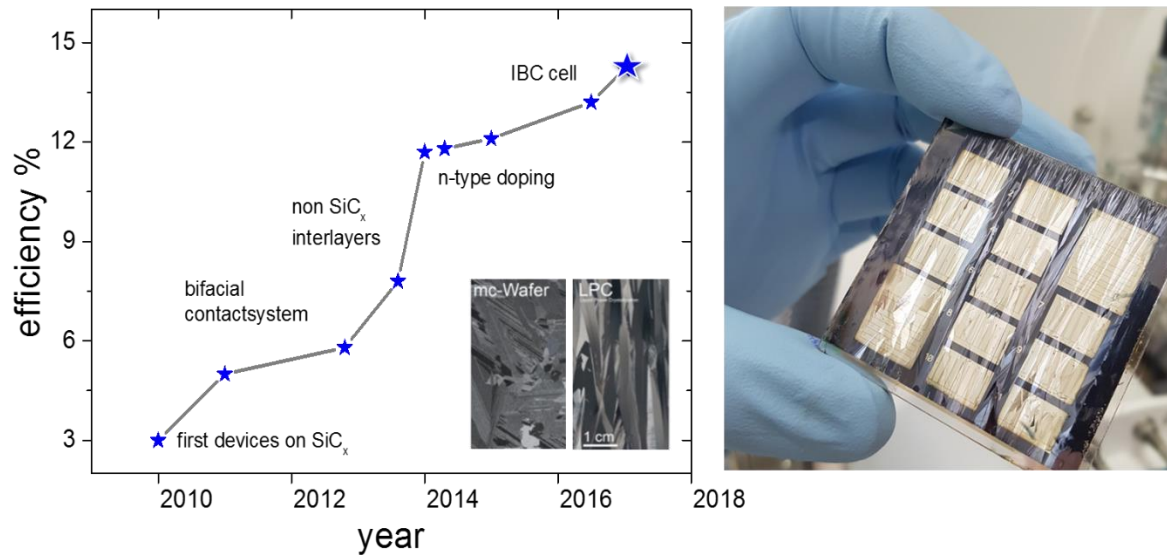 efficiency %
15
12
9
6
3
IBC cell
n-type doping
non SiCx
interlayers
bifacial
contactsystem
first devices on SiCx
mc-Wafer
LPC
1 cm
2010
2012
2014
2016
2018
year